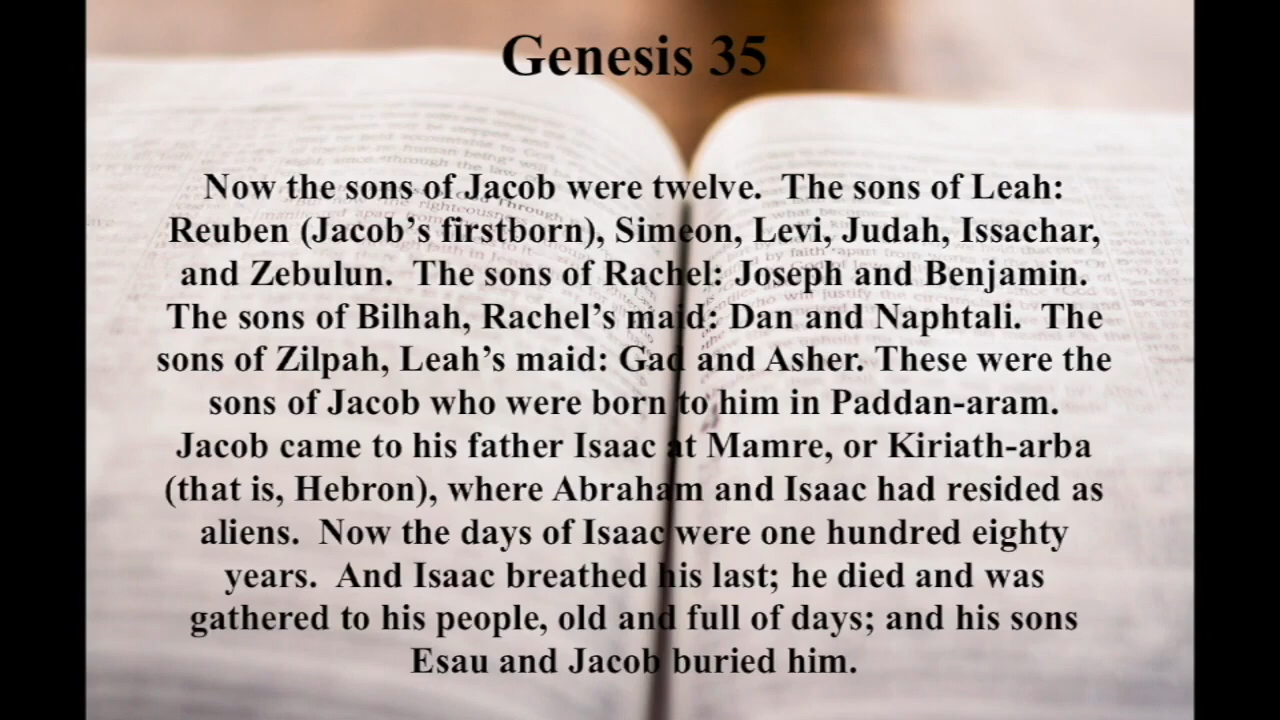 Genesis 35
Now the sons of Jacob were twelve.  The sons of Leah:
Reuben (Jacob’s firstborn), Simeon, Levi, Judah, Issachar,
and Zebulun.  The sons of Rachel: Joseph and Benjamin.
The sons of Bilhah, Rachel’s maid: Dan and Naphtali.  The
sons of Zilpah, Leah’s maid: Gad and Asher. These were the
sons of Jacob who were born to him in Paddan-aram.
Jacob came to his father Isaac at Mamre, or Kiriath-arba
(that is, Hebron), where Abraham and Isaac had resided as
aliens.  Now the days of Isaac were one hundred eighty
years.  And Isaac breathed his last; he died and was
gathered to his people, old and full of days; and his sons
Esau and Jacob buried him.